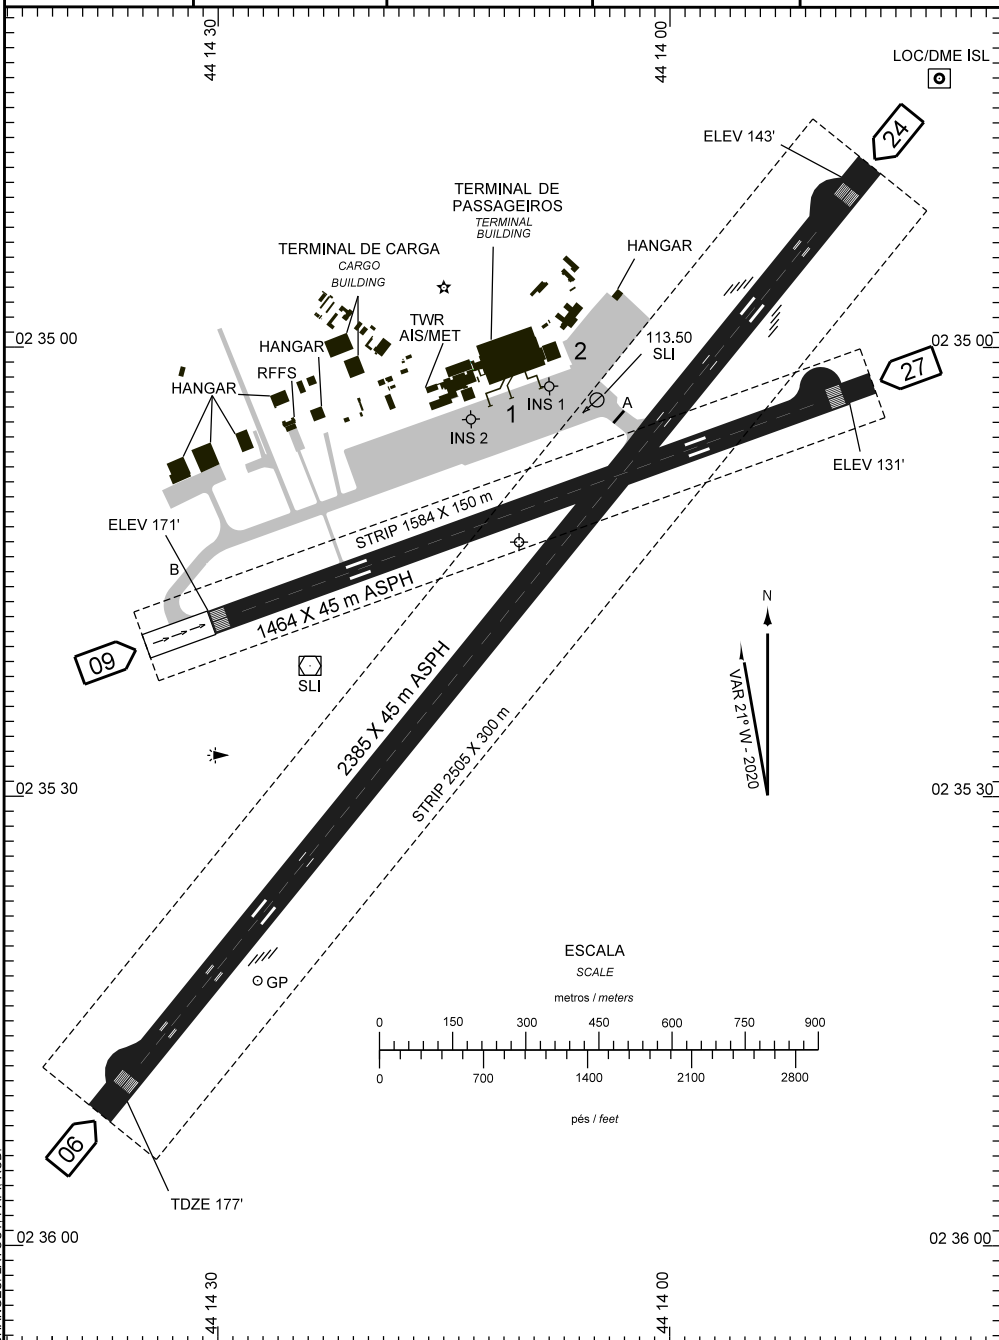 44 14 30
44 14 00
LOC/DME ISL
24
ELEV 143'
TERMINAL DE
PASSAGEIROS
TERMINAL
BUILDING
TERMINAL DE CARGA
CARGO
BUILDING
HANGAR
TWR
AIS/MET
02 35 00
113.50
SLI
02 35 00
HANGAR
2
27
RFFS
HANGAR
A
INS 1
1
INS 2
ELEV 131'
ELEV 171'
STRIP 1584 X 150 m
B
1464 X 45 m ASPH
N
09
SLI
2385 X 45 m ASPH
VAR 21º W - 2020
STRIP 2505 X 300 m
02 35 30
02 35 30
ESCALA
SCALE
GP
metros / meters
0 150 300 450 600 750 900
0 700 1400 2100 2800
pés / feet
06
TDZE 177'
02 36 00
02 36 00
44 14 30
44 14 00